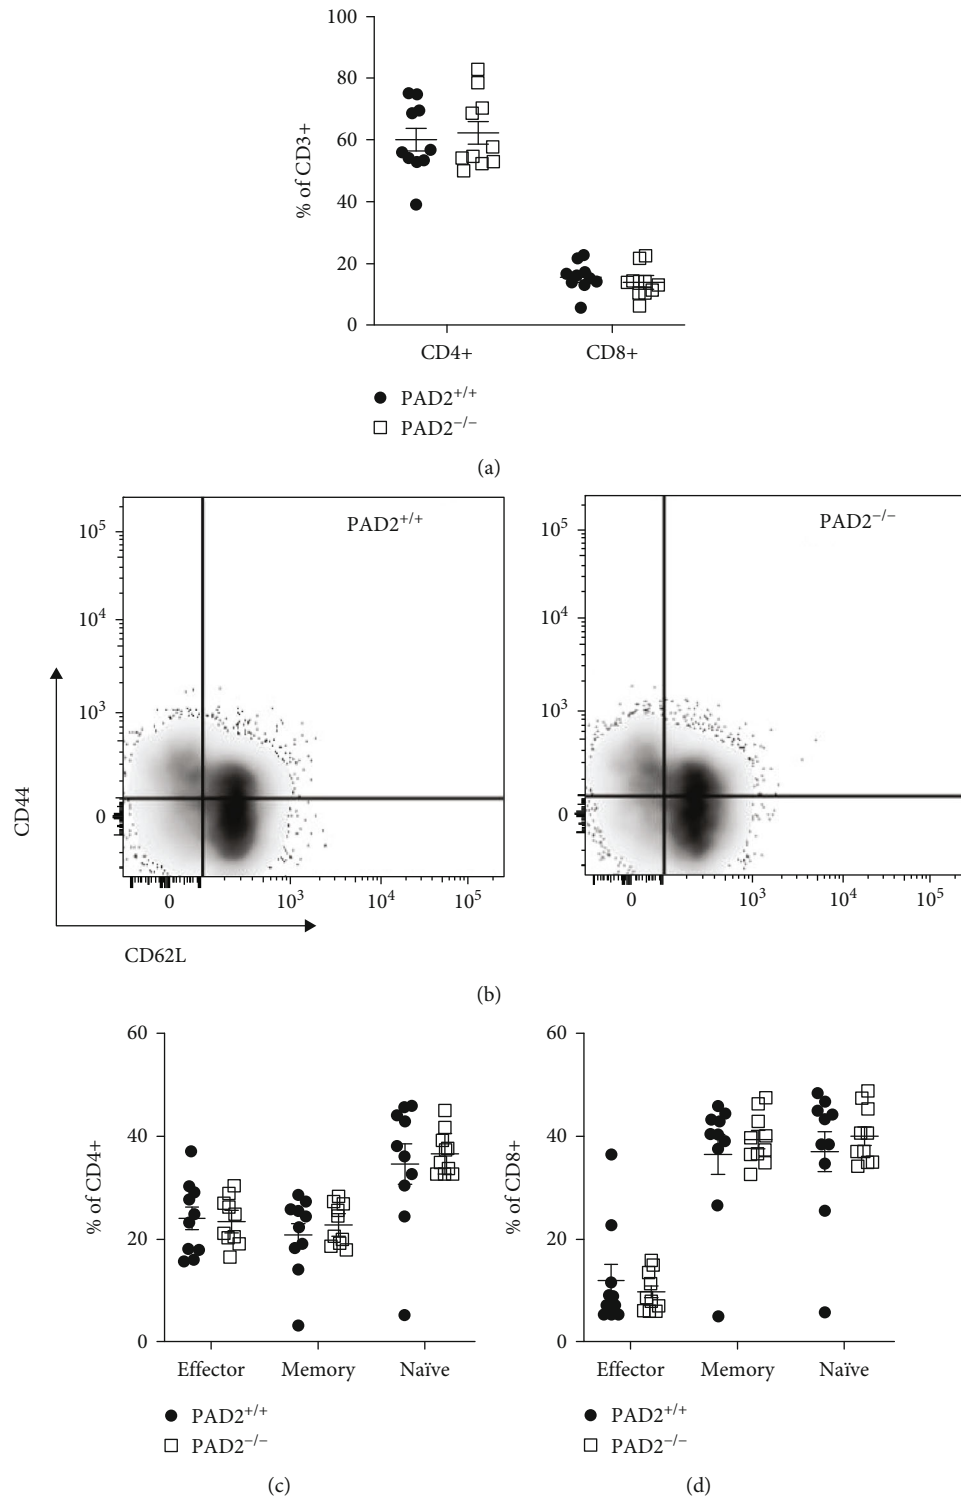 100
80
60
40
20
0
% of CD3+
CD4+ CD8+
PAD2+/+
PAD2−/−
(a)
PAD2+/+
PAD2−/−
10⁵
10⁴
10³
0
CD44
0 10³ 10⁴ 10⁵
CD62L
10⁵
10⁴
10³
0
0 10³ 10⁴ 10⁵
(b)
60
40
20
0
% of CD4+
Effector Memory Naïve
PAD2+/+
PAD2−/−
(c)
60
40
20
0
% of CD8+
Effector Memory Naïve
PAD2+/+
PAD2−/−
(d)